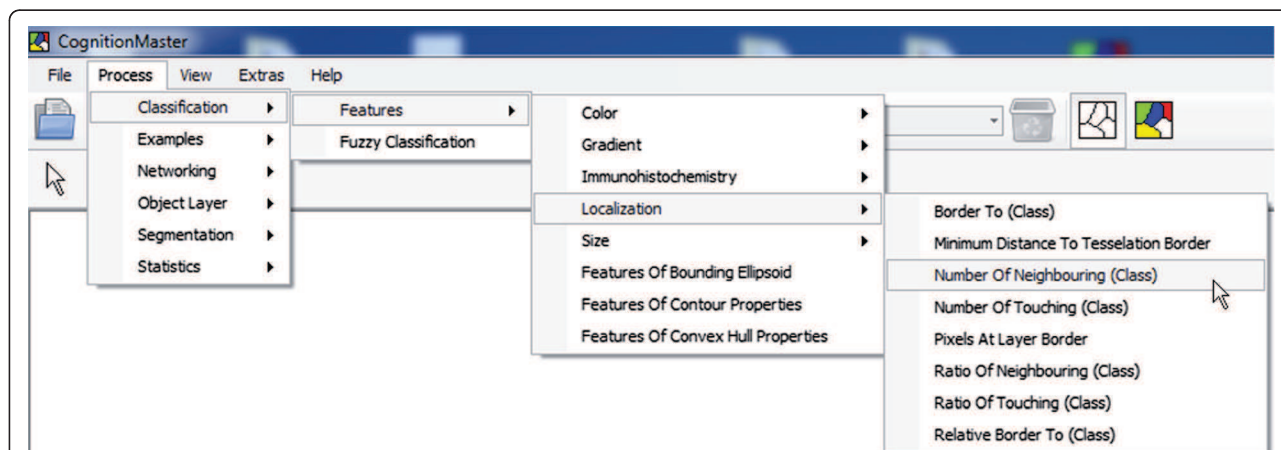 CognitionMaster
File Process View Extras Help
Classification
Examples
Networking
Object Layer
Segmentation
Statistics
Features
Fuzzy Classification
Color
Gradient
Immunohistochemistry
Localization
Size
Features Of Bounding Ellipsoid
Features Of Contour Properties
Features Of Convex Hull Properties
Border To (Class)
Minimum Distance To Tesselation Border
Number Of Neighbouring (Class)
Number Of Touching (Class)
Pixels At Layer Border
Ratio Of Neighbouring (Class)
Ratio Of Touching (Class)
Relative Border To (Class)